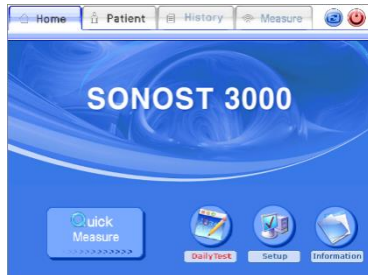 Home Patient History Measure
SONOST 3000
Quick
Measure
DailyTest Setup Information